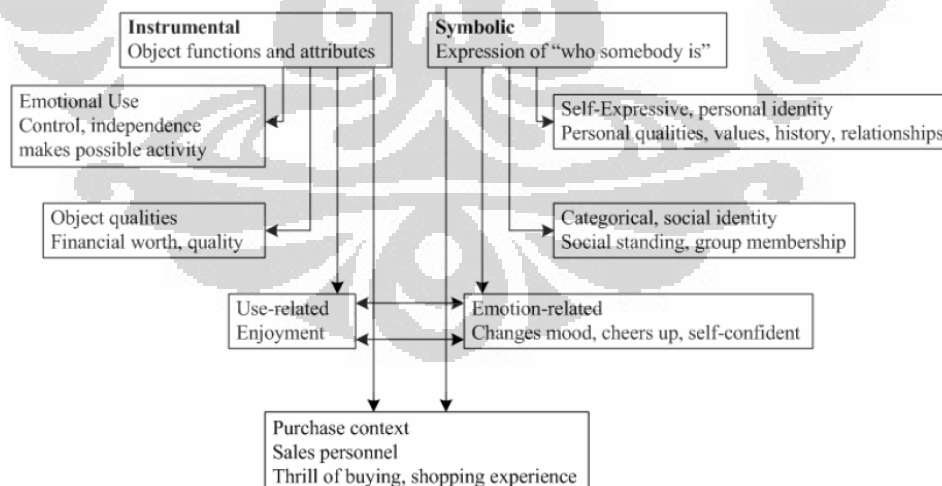 Instrumental
Object functions and attributes
Symbolic
Expression of “who somebody is”
Emotional Use
Control, independence
makes possible activity
Self-Expressive, personal identity
Personal qualities, values, history, relationships
Object qualities
Financial worth, quality
Categorical, social identity
Social standing, group membership
Use-related
Enjoyment
Emotion-related
Changes mood, cheers up, self-confident
Purchase context
Sales personnel
Thrill of buying, shopping experience